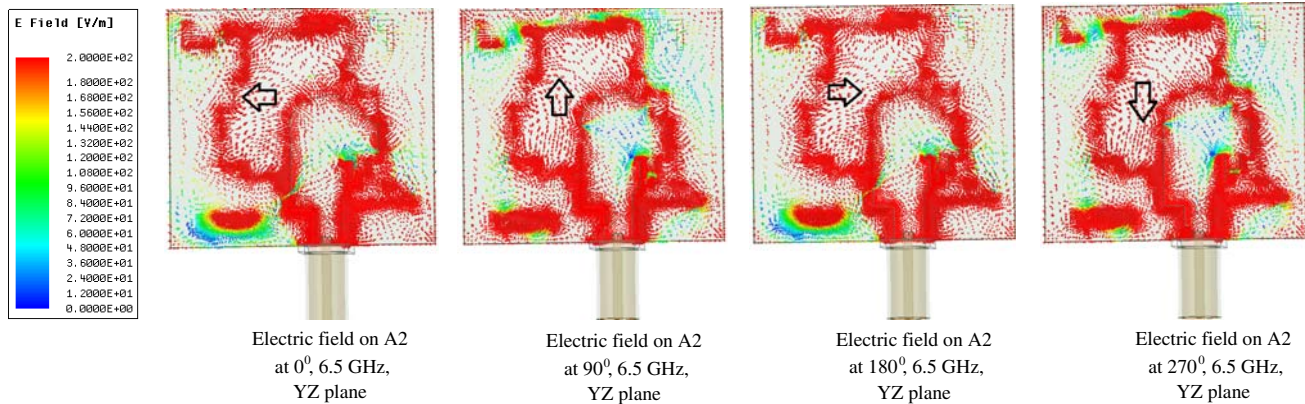 E Field [V/m]
2.0000E+02
1.8000E+02
1.6800E+02
1.5600E+02
1.4400E+02
1.3200E+02
1.2000E+02
1.0800E+02
9.6000E+01
8.4000E+01
7.2000E+01
6.0000E+01
4.8000E+01
3.6000E+01
2.4000E+01
1.2000E+01
0.0000E+00
Electric field on A2
at 0⁰, 6.5 GHz,
YZ plane
Electric field on A2
at 90⁰, 6.5 GHz,
YZ plane
Electric field on A2
at 180⁰, 6.5 GHz,
YZ plane
Electric field on A2
at 270⁰, 6.5 GHz,
YZ plane